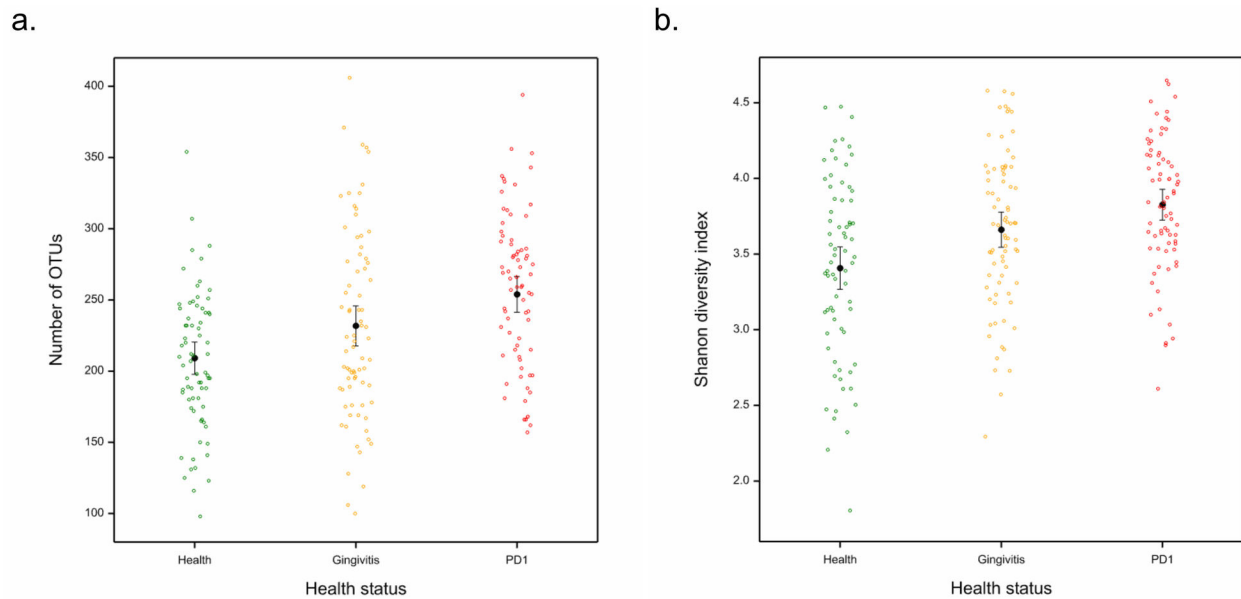 a.
Number of OTUs
400
350
300
250
200
150
100
Health
Gingivitis
PD1
Health status
b.
Shanon diversity index
4.5
4.0
3.5
3.0
2.5
2.0
Health
Gingivitis
PD1
Health status